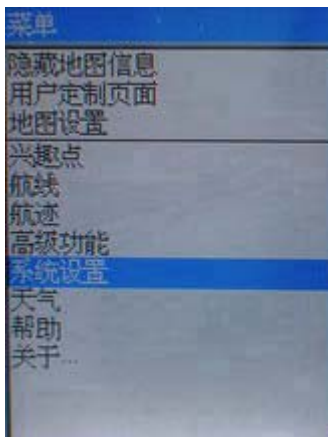 菜单
隐藏地图信息
用户定制页面
地图设置
兴趣点
航线
航迹
高级功能
系统设置
天气
帮助
关于...